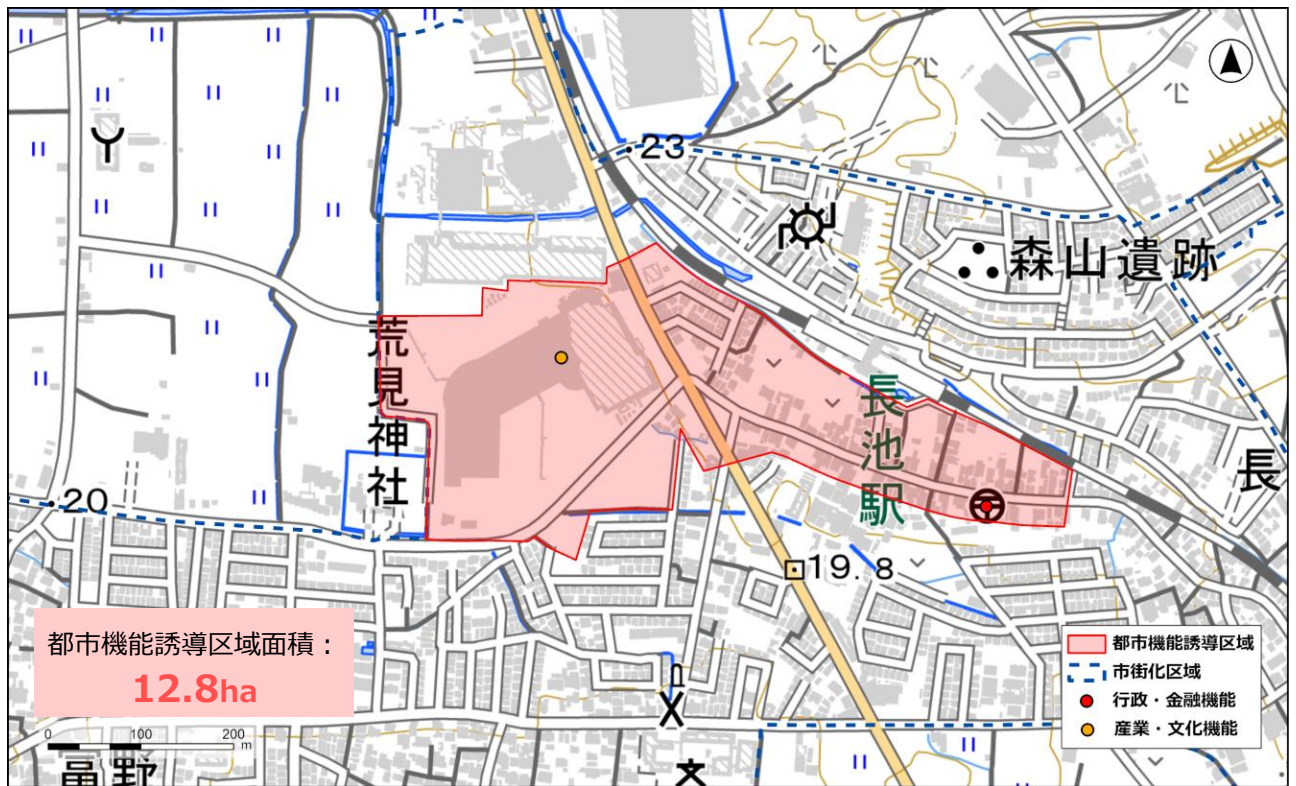 23
森山遺跡
荒見神社
長池駅
長
20
19.8
都市機能誘導区域面積：
12.8ha
都市機能誘導区域
市街化区域
行政・金融機能
産業・文化機能
0 100 200
m